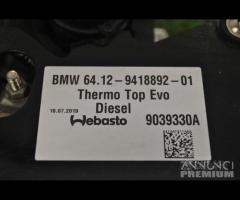 BMW 64.12-9418892-01
Thermo Top Evo
18.07.2019 Diesel
Webasto 9039330A
ANNUNCI
PREMIUM